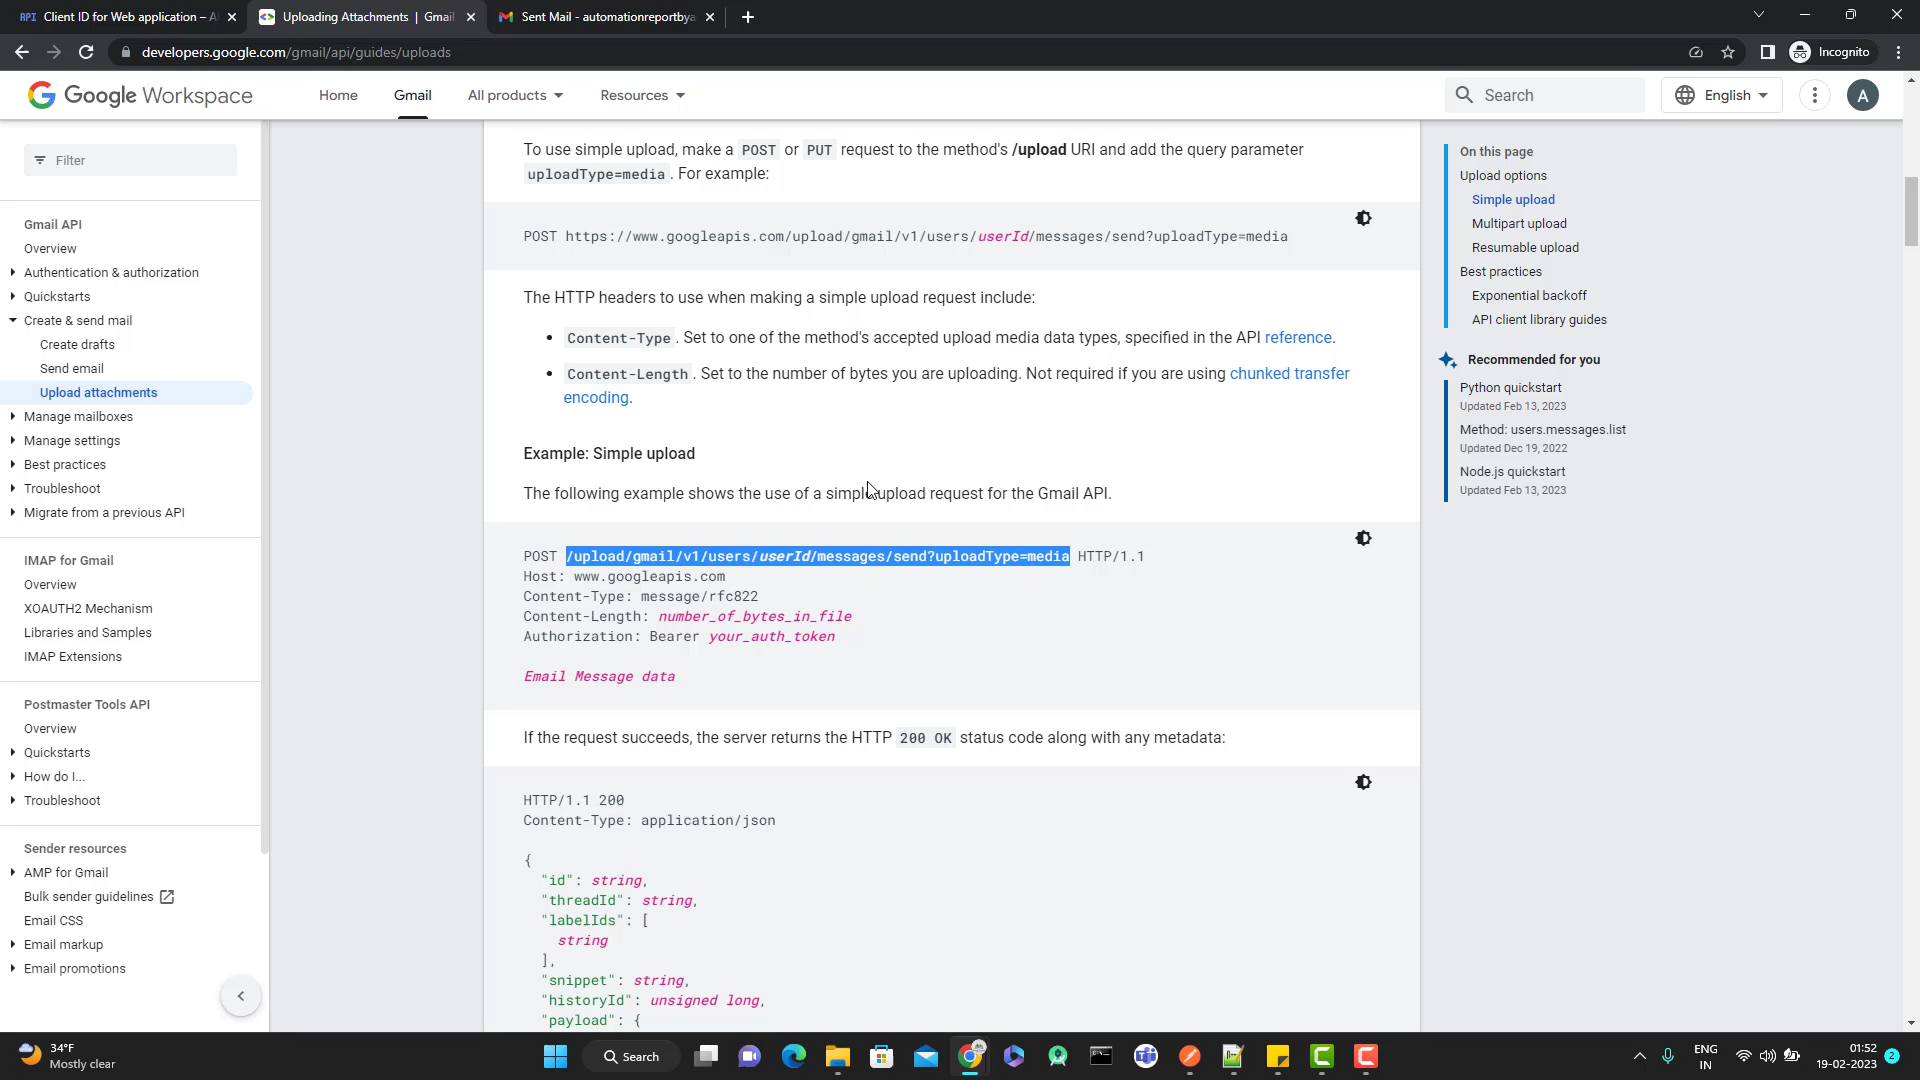 Client ID for Web application – A
Uploading Attachments | Gmail
Sent Mail - automationreportbya
developers.google.com/gmail/api/guides/uploads
Incognito
Google Workspace
Home
Gmail
All products
Resources
Search
English
A
Filter
Gmail API
Overview
Authentication & authorization
Quickstarts
Create & send mail
Create drafts
Send email
Upload attachments
Manage mailboxes
Manage settings
Best practices
Troubleshoot
Migrate from a previous API
IMAP for Gmail
Overview
XOAUTH2 Mechanism
Libraries and Samples
IMAP Extensions
Postmaster Tools API
Overview
Quickstarts
How do I...
Troubleshoot
Sender resources
AMP for Gmail
Bulk sender guidelines
Email CSS
Email markup
Email promotions
To use simple upload, make a POST or PUT request to the method's /upload URI and add the query parameter
uploadType=media . For example:
POST https://www.googleapis.com/upload/gmail/v1/users/userId/messages/send?uploadType=media
The HTTP headers to use when making a simple upload request include:
• Content-Type . Set to one of the method's accepted upload media data types, specified in the API reference.
• Content-Length . Set to the number of bytes you are uploading. Not required if you are using chunked transfer
encoding.
Example: Simple upload
The following example shows the use of a simple upload request for the Gmail API.
POST /upload/gmail/v1/users/userId/messages/send?uploadType=media HTTP/1.1
Host: www.googleapis.com
Content-Type: message/rfc822
Content-Length: number_of_bytes_in_file
Authorization: Bearer your_auth_token
Email Message data
If the request succeeds, the server returns the HTTP 200 OK status code along with any metadata:
HTTP/1.1 200
Content-Type: application/json
{
"id": string,
"threadId": string,
"labelIds": [
string
],
"snippet": string,
"historyId": unsigned long,
"payload": {
On this page
Upload options
Simple upload
Multipart upload
Resumable upload
Best practices
Exponential backoff
API client library guides
Recommended for you
Python quickstart
Updated Feb 13, 2023
Method: users.messages.list
Updated Dec 19, 2022
Node.js quickstart
Updated Feb 13, 2023
34°F
Mostly clear
Search
ENG
IN
01:52
19-02-2023
2